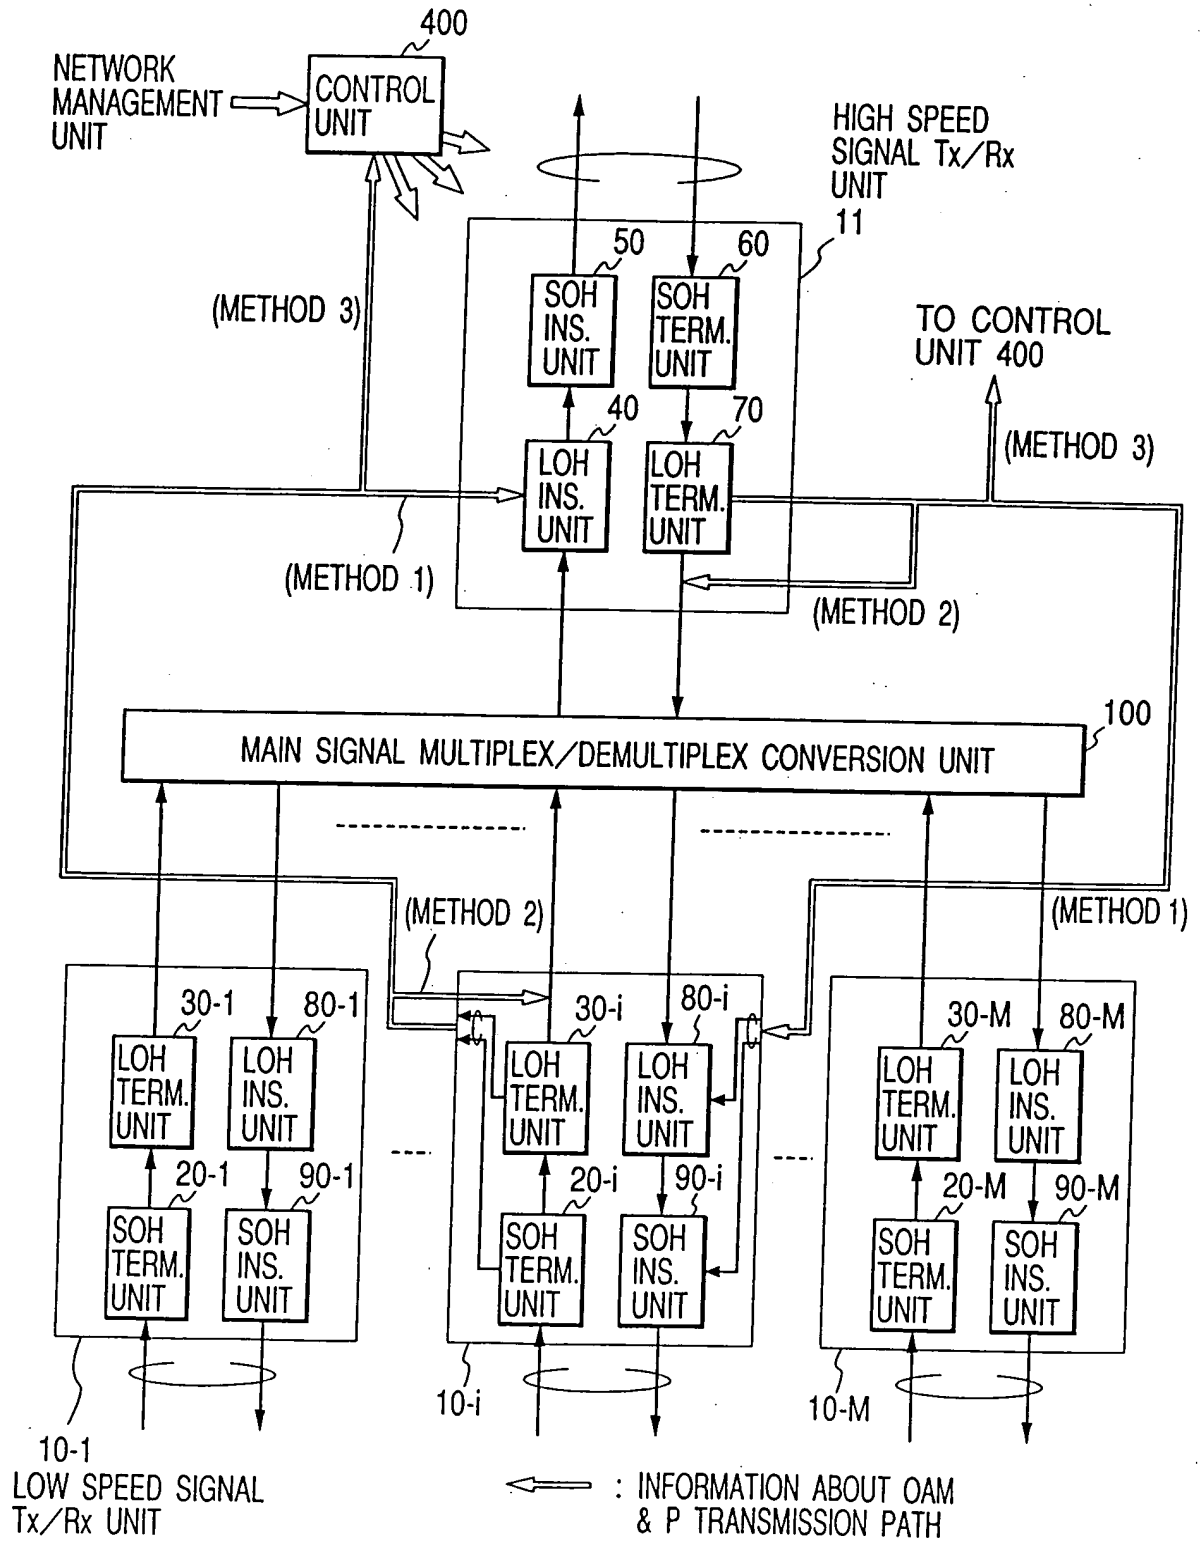 400
NETWORK
MANAGEMENT
UNIT
CONTROL
UNIT
HIGH SPEED
SIGNAL Tx/Rx
UNIT
11
50
60
SOH
INS.
UNIT
SOH
TERM.
UNIT
(METHOD 3)
TO CONTROL
UNIT 400
40
70
LOH
INS.
UNIT
LOH
TERM.
UNIT
(METHOD 3)
(METHOD 1)
(METHOD 2)
100
MAIN SIGNAL MULTIPLEX/DEMULTIPLEX CONVERSION UNIT
(METHOD 2)
(METHOD 1)
30-1
80-1
LOH
TERM.
UNIT
LOH
INS.
UNIT
20-1
90-1
SOH
TERM.
UNIT
SOH
INS.
UNIT
30-i
80-i
LOH
TERM.
UNIT
LOH
INS.
UNIT
20-i
90-i
SOH
TERM.
UNIT
SOH
INS.
UNIT
30-M
80-M
LOH
TERM.
UNIT
LOH
INS.
UNIT
20-M
90-M
SOH
TERM.
UNIT
SOH
INS.
UNIT
10-1
LOW SPEED SIGNAL
Tx/Rx UNIT
10-i
10-M
: INFORMATION ABOUT OAM
& P TRANSMISSION PATH